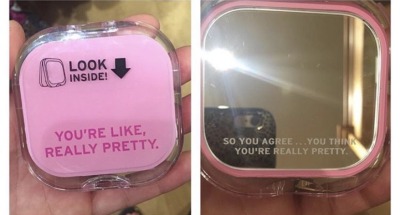 LOOK
INSIDE!
YOU'RE LIKE,
REALLY PRETTY.
SO YOU AGREE...YOU THINK
YOU'RE REALLY PRETTY.